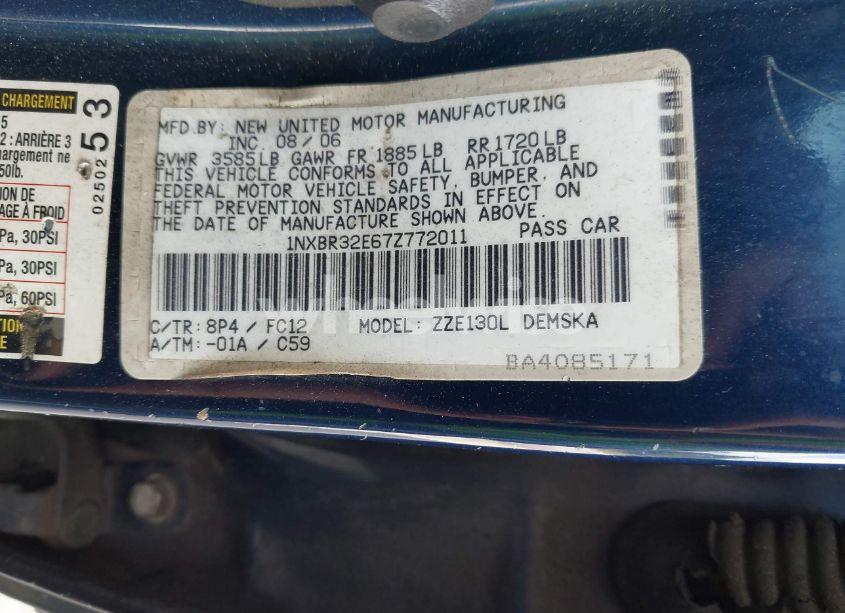 CHARGEMENT
5
2 : ARRIÈRE 3
hargement ne
50lb.
ION DE
AGE À FROID
Pa, 30PSI
Pa, 30PSI
Pa, 60PSI
02502
53
MFD.BY: NEW UNITED MOTOR MANUFACTURING
INC 08/06
GVWR 3585LB GAWR FR 1885LB RR1720LB
THIS VEHICLE CONFORMS TO ALL APPLICABLE
FEDERAL MOTOR VEHICLE SAFETY, BUMPER, AND
THEFT PREVENTION STANDARDS IN EFFECT ON
THE DATE OF MANUFACTURE SHOWN ABOVE.
1NXBR32E67Z772011 PASS CAR
C/TR: 8P4 / FC12 MODEL: ZZE130L DEMSKA
A/TM: -01A / C59
BA4085171